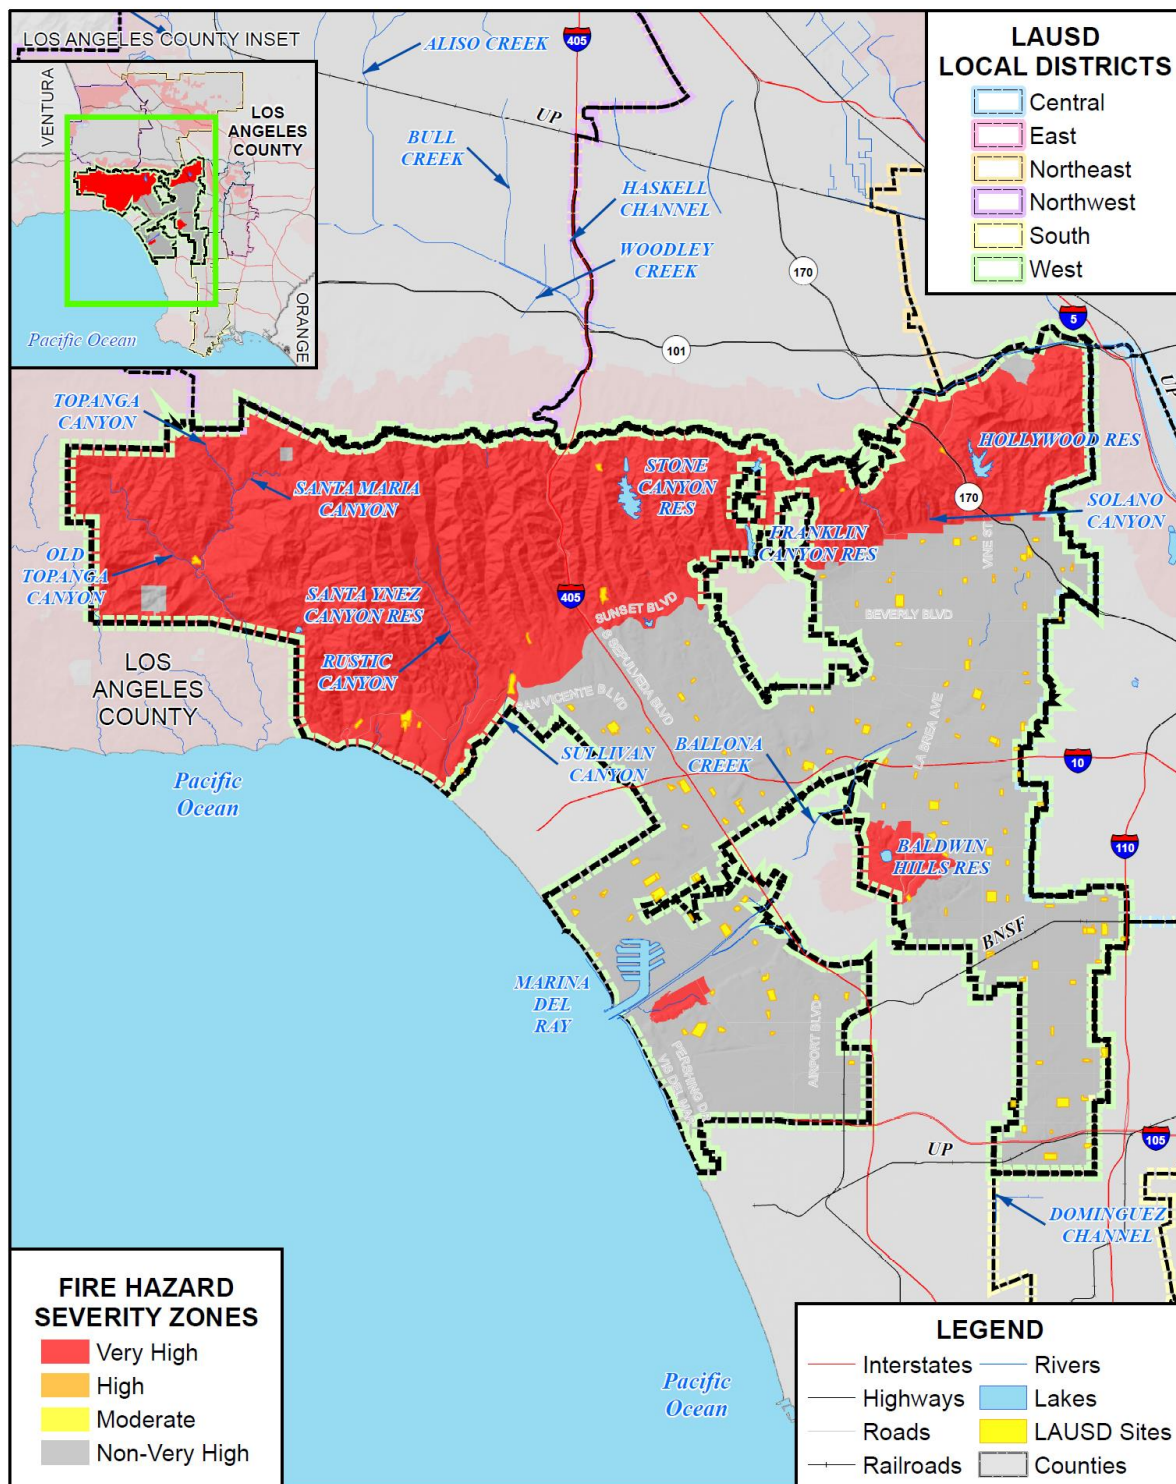 LOS ANGELES COUNTY INSET
VENTURA
LOS
ANGELES
COUNTY
ORANGE
Pacific Ocean
ALISO CREEK
405
UP
BULL
CREEK
HASKELL
CHANNEL
WOODLEY
CREEK
170
101
5
UP
LAUSD
LOCAL DISTRICTS
Central
East
Northeast
Northwest
South
West
TOPANGA
CANYON
SANTA MARIA
CANYON
OLD
TOPANGA
CANYON
STONE
CANYON
RES
HOLLYWOOD RES
170
SOLANO
CANYON
FRANKLIN
CANYON RES
VINE ST
SANTA YNEZ
CANYON RES
405
SUNSET BLVD
BEVERLY BLVD
S SEPULVEDA BLVD
RUSTIC
CANYON
SAN VICENTE BLVD
LOS
ANGELES
COUNTY
SULLIVAN
CANYON
BALLONA
CREEK
LA BREA AVE
10
Pacific
Ocean
BALDWIN
HILLS RES
110
BNSF
MARINA
DEL
RAY
AIRPORT BLVD
PERSHING DR
VIS DEL MAR
UP
105
DOMINGUEZ
CHANNEL
Pacific
Ocean
FIRE HAZARD
SEVERITY ZONES
Very High
High
Moderate
Non-Very High
LEGEND
Interstates
Rivers
Highways
Lakes
Roads
LAUSD Sites
Railroads
Counties